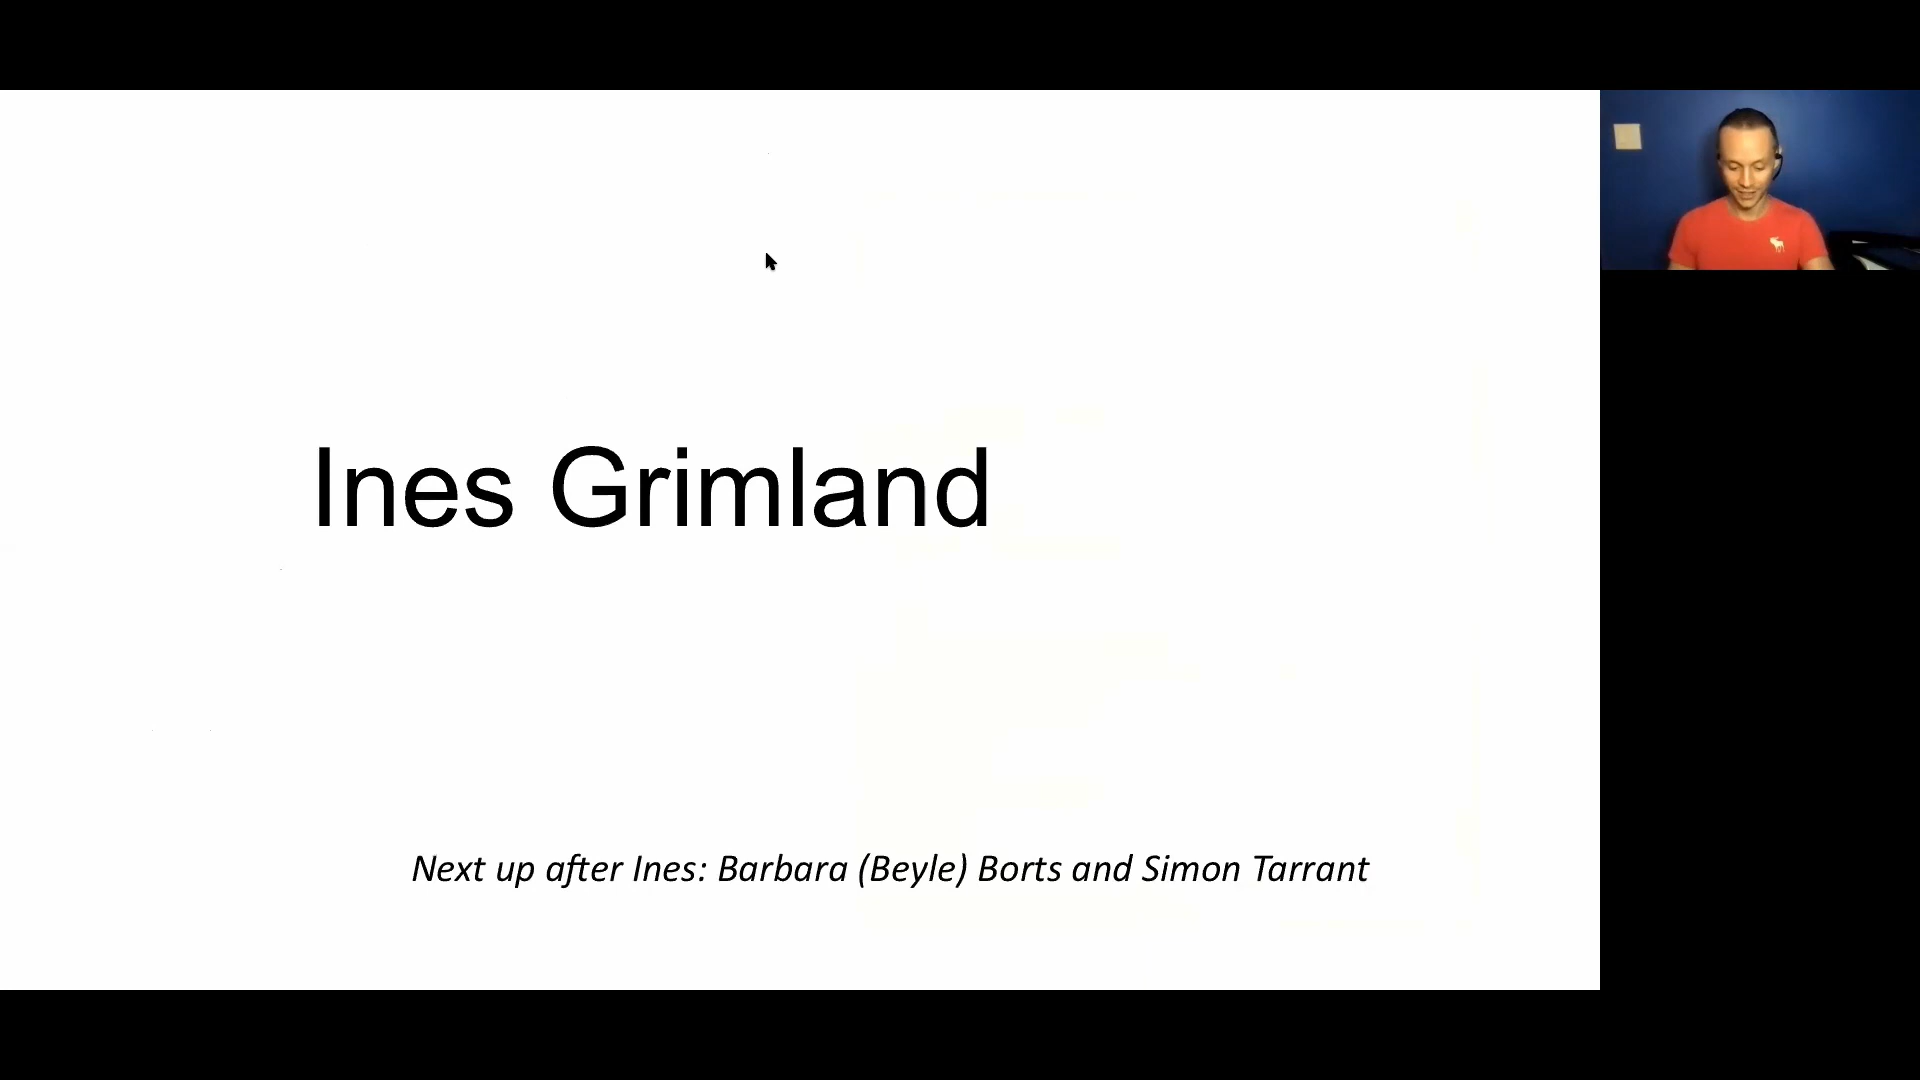 Ines Grimland
Next up after Ines: Barbara (Beyle) Borts and Simon Tarrant